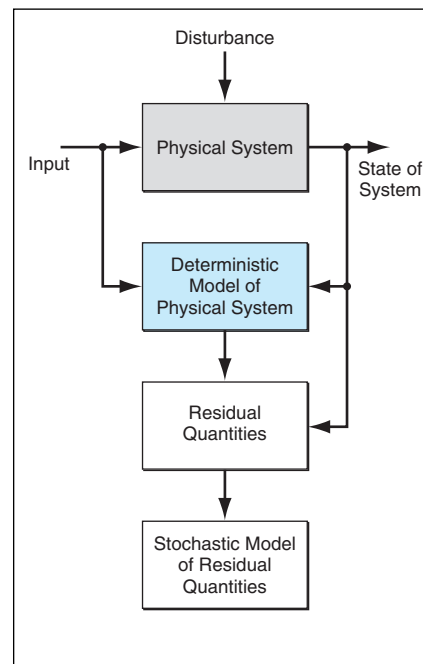 Disturbance
Physical System
Input
State of
System
Deterministic
Model of
Physical System
Residual
Quantities
Stochastic Model
of Residual
Quantities